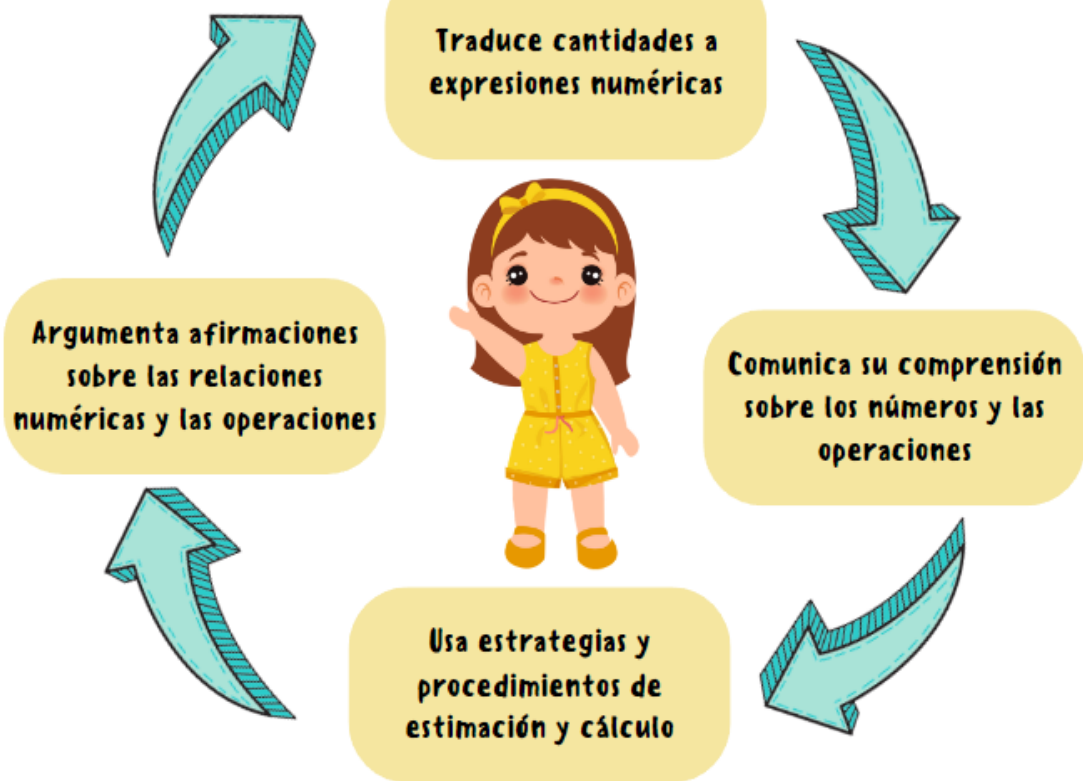 Traduce cantidades a
expresiones numéricas
Comunica su comprensión
sobre los números y las
operaciones
Usa estrategias y
procedimientos de
estimación y cálculo
Argumenta afirmaciones
sobre las relaciones
numéricas y las operaciones